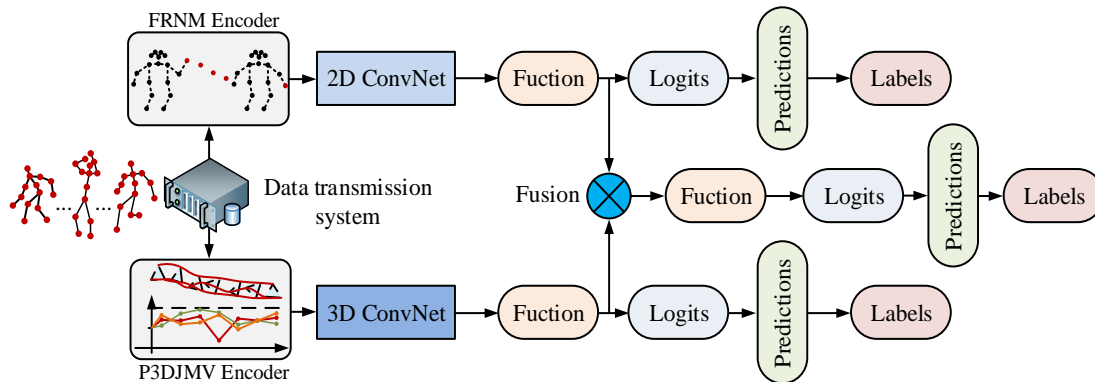 FRNM Encoder
2D ConvNet
Fuction
Logits
Predictions
Labels
Data transmission
system
Fusion
Fuction
Logits
Predictions
Labels
3D ConvNet
Fuction
Logits
Predictions
Labels
P3DJMV Encoder